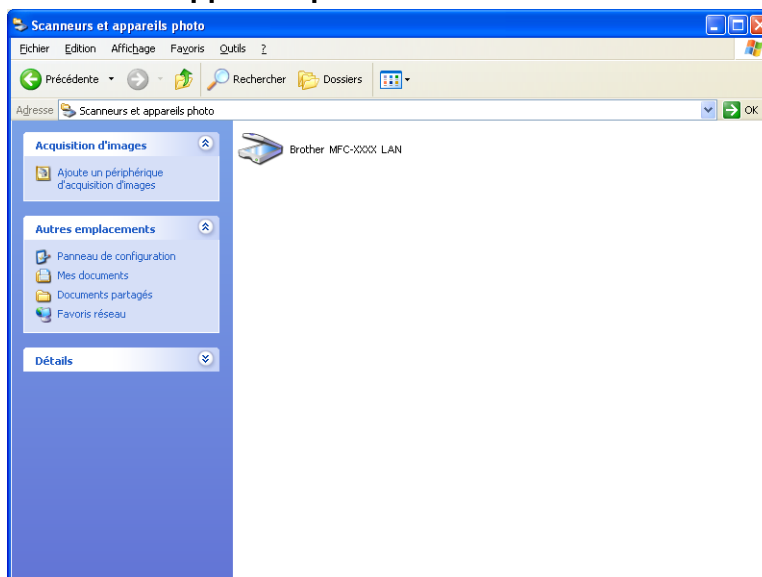 Scanneurs et appareils photo
Fichier Edition Affichage Favoris Outils ?
Précédente Rechercher Dossiers
Adresse Scanneurs et appareils photo OK
Acquisition d'images
Ajoute un périphérique
d'acquisition d'images
Brother MFC-XXXX LAN
Autres emplacements
Panneau de configuration
Mes documents
Documents partagés
Favoris réseau
Détails